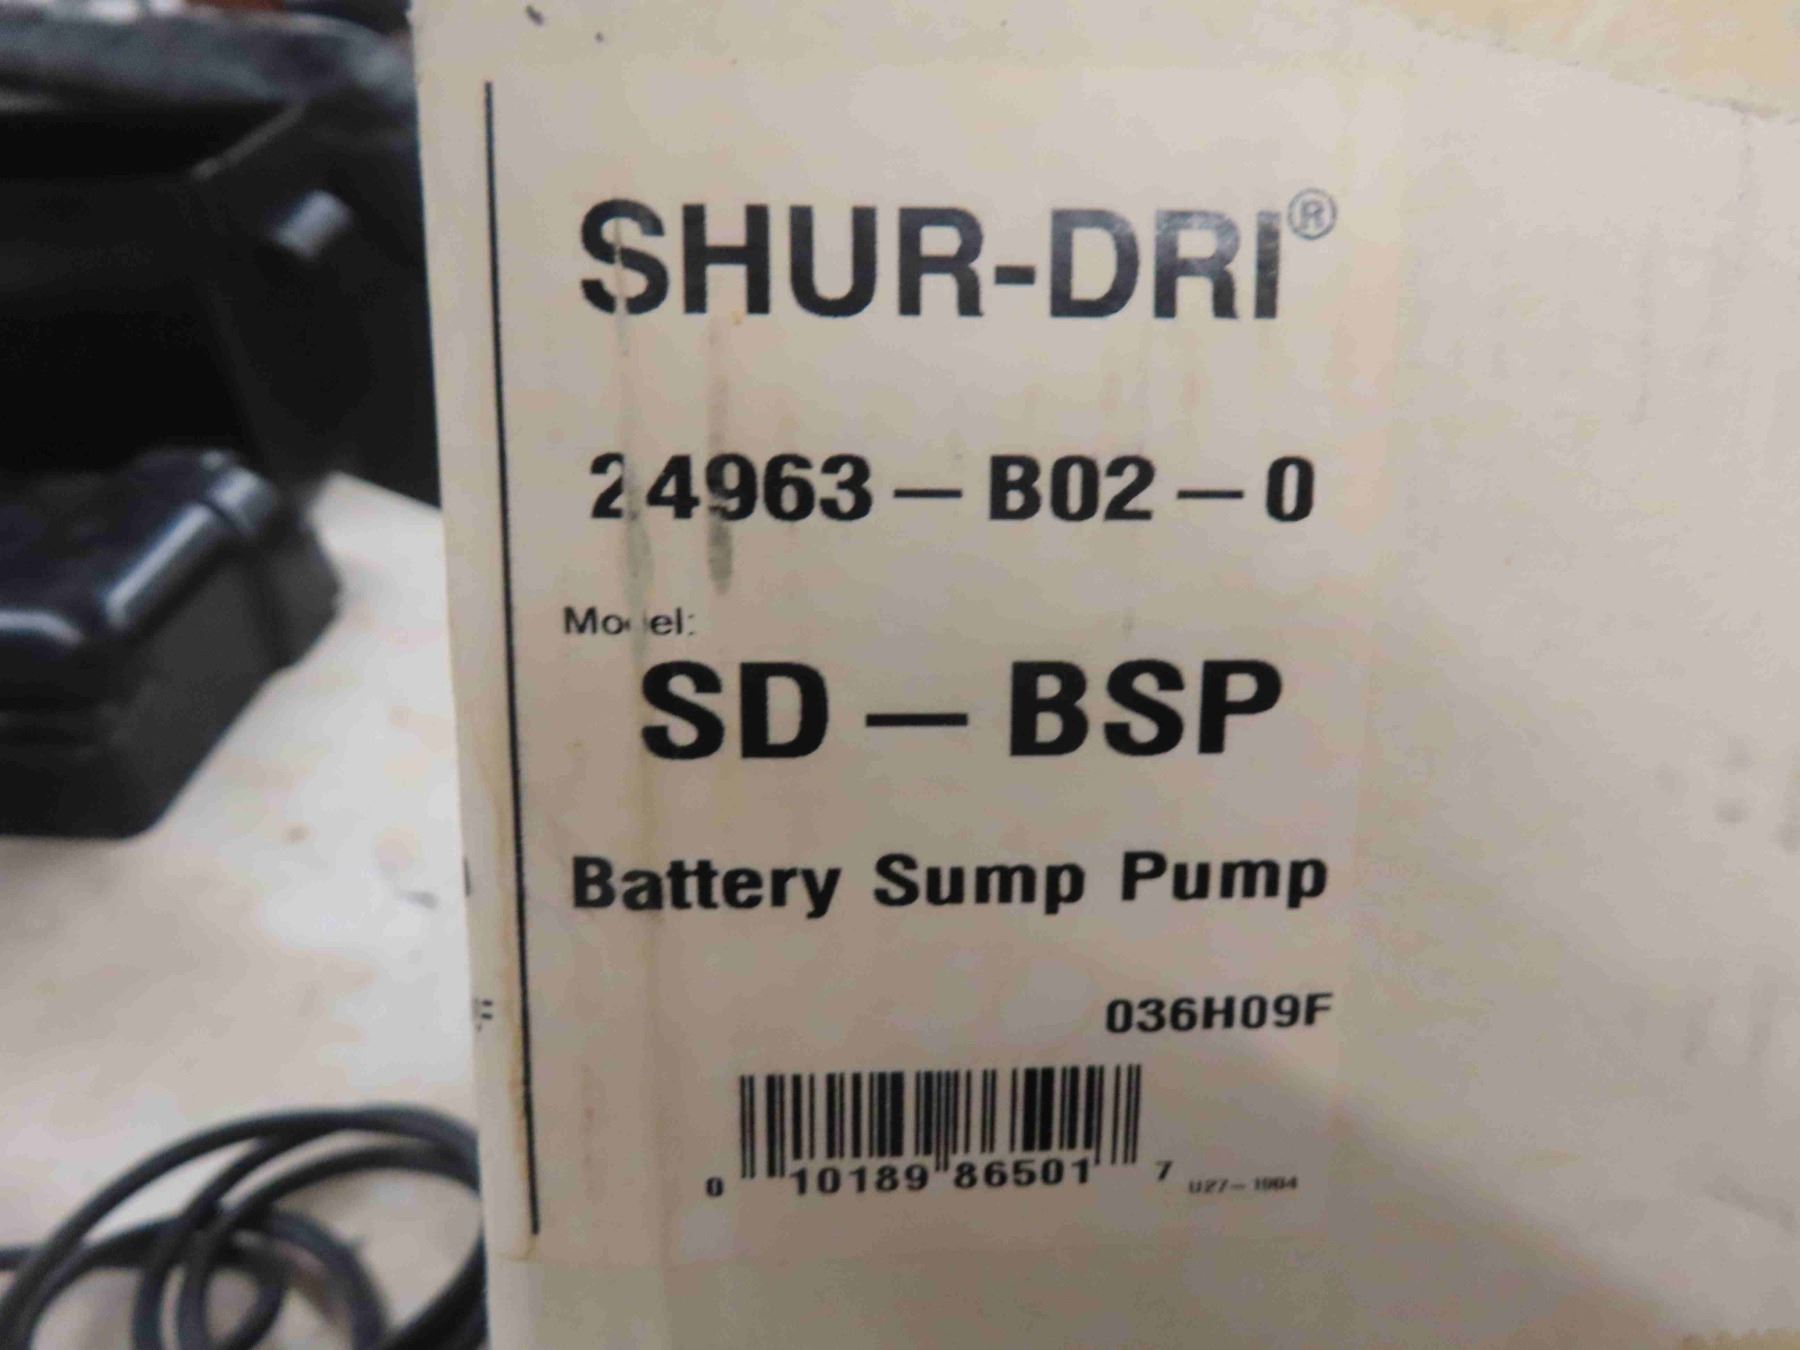 SHUR-DRI®
24963-B02-0
Model:
SD-BSP
Battery Sump Pump
036H09F
0 10189 86501 7